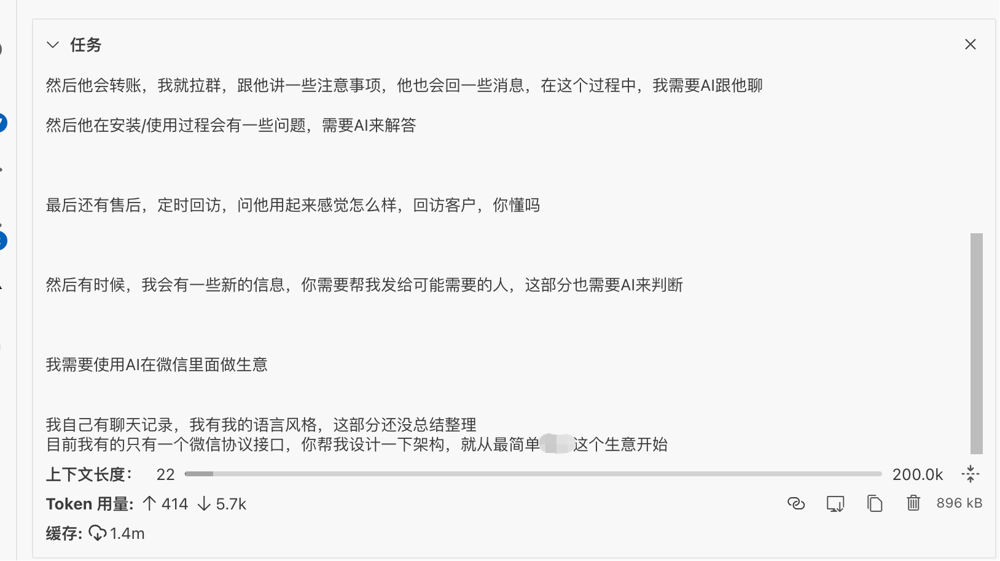 任务
然后他会转账，我就拉群，跟他讲一些注意事项，他也会回一些消息，在这个过程中，我需要AI跟他聊
然后他在安装/使用过程会有一些问题，需要AI来解答
最后还有售后，定时回访，问他用起来感觉怎么样，回访客户，你懂吗
然后有时候，我会有一些新的信息，你需要帮我发给可能需要的人，这部分也需要AI来判断
我需要使用AI在微信里面做生意
我自己有聊天记录，我有我的语言风格，这部分还没总结整理
目前我有的只有一个微信协议接口，你帮我设计一下架构，就从最简单这个生意开始
上下文长度： 22 200.0k
Token 用量: ↑ 414 ↓ 5.7k 896 kB
缓存: 1.4m